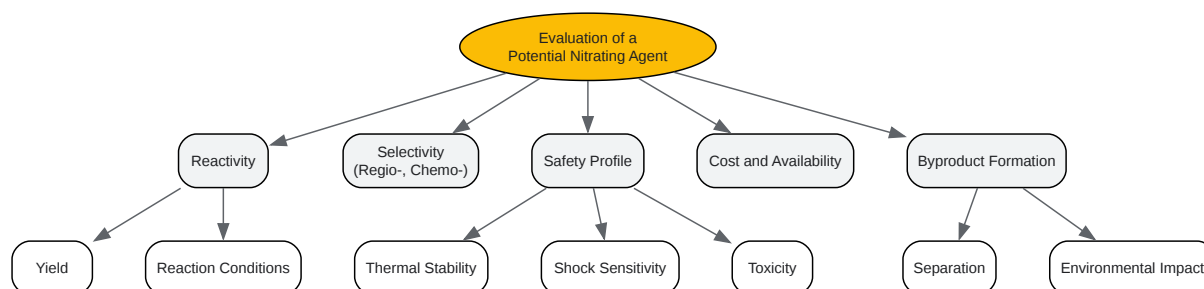 Evaluation of a
Potential Nitrating Agent
Reactivity
Selectivity
(Regio-, Chemo-)
Safety Profile
Cost and Availability
Byproduct Formation
Yield
Reaction Conditions
Thermal Stability
Shock Sensitivity
Toxicity
Separation
Environmental Impact